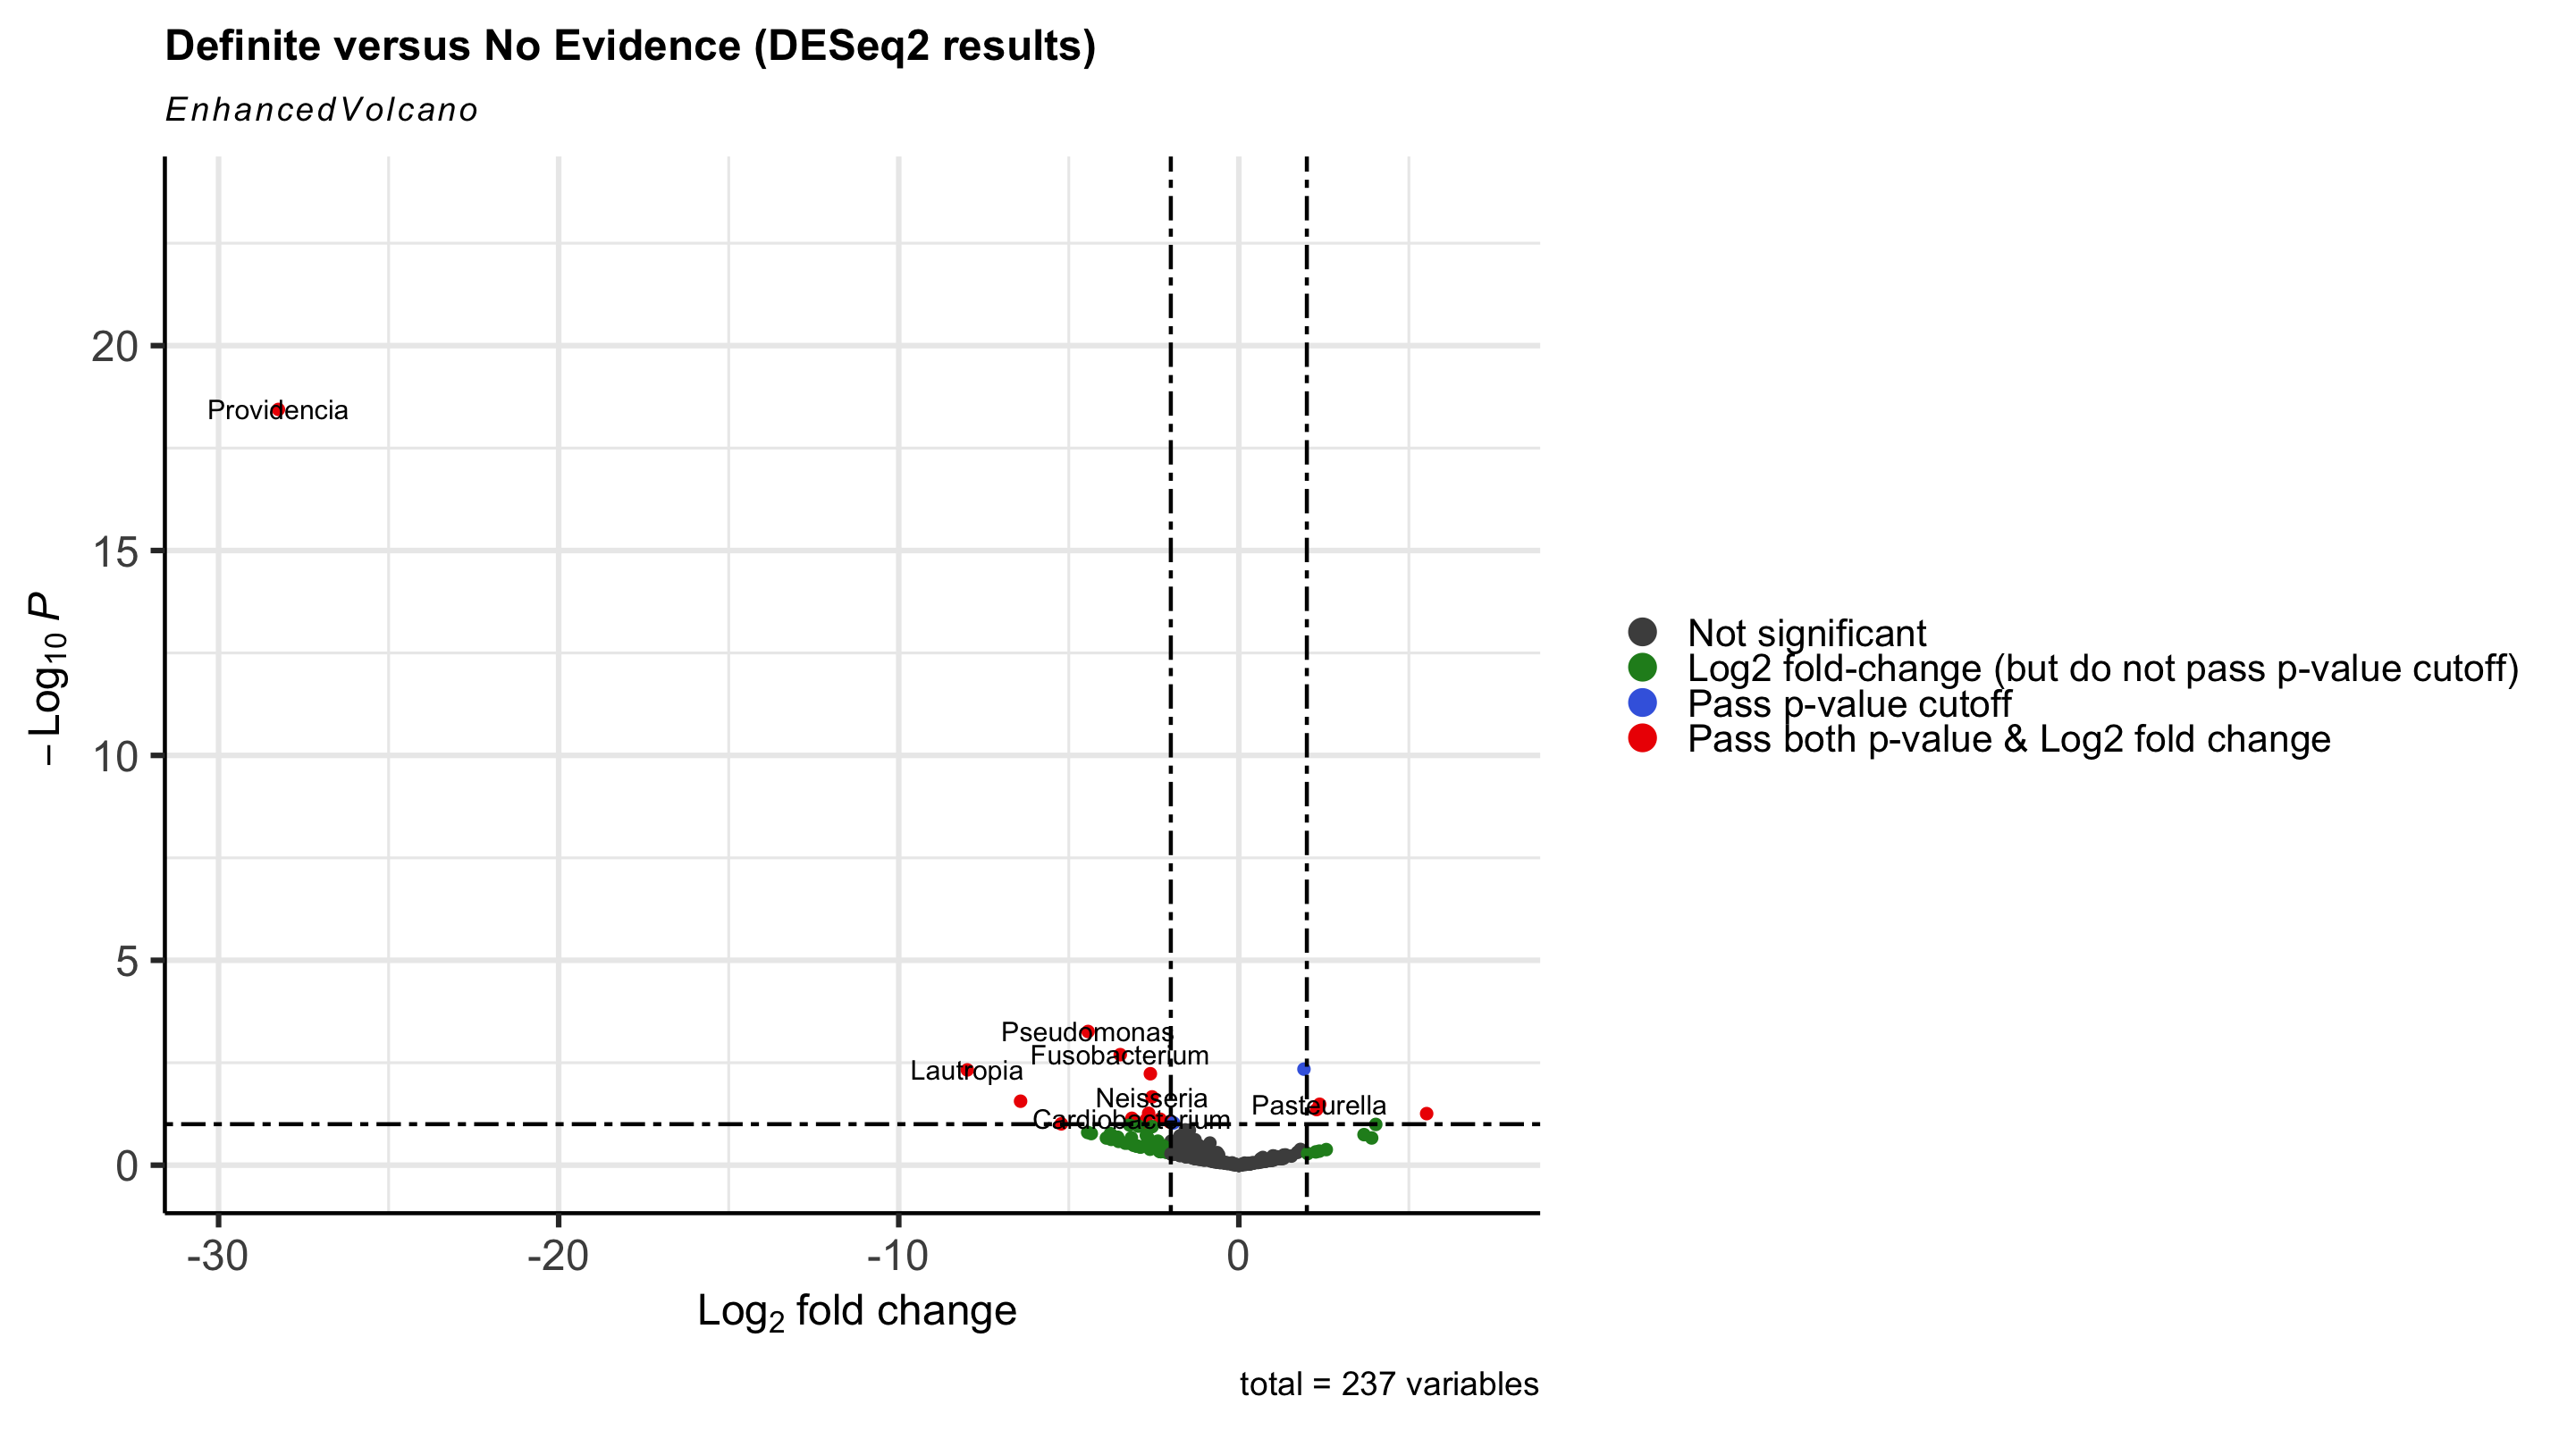 Definite versus No Evidence (DESeq2 results)
EnhancedVolcano
20
15
10
5
0
− Log10 P
Providencia
Pseudomonas
Fusobacterium
Lautropia
Neisseria
Pasteurella
Cardiobacterium
-30
-20
-10
0
Log2 fold change
total = 237 variables
Not significant
Log2 fold-change (but do not pass p-value cutoff)
Pass p-value cutoff
Pass both p-value & Log2 fold change